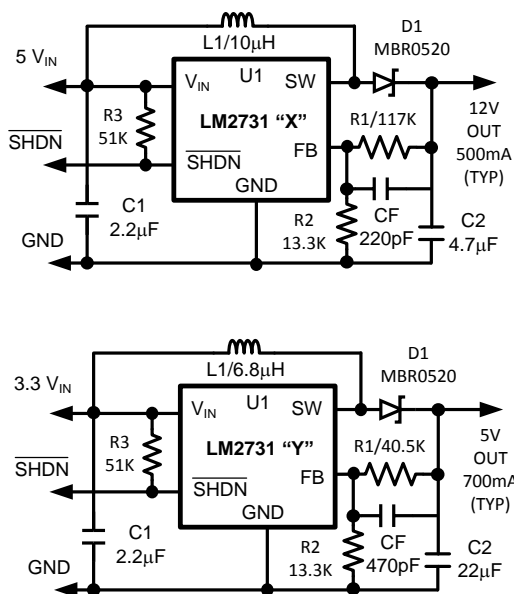 L1/10μH
D1
MBR0520
5 V_IN
V_IN
U1
SW
R3
51K
LM2731 “X”
R1/117K
12V
OUT
500mA
(TYP)
SHDN
SHDN
FB
GND
C1
2.2μF
R2
13.3K
CF
220pF
C2
4.7μF
GND
L1/6.8μH
D1
MBR0520
3.3 V_IN
V_IN
U1
SW
R3
51K
LM2731 “Y”
R1/40.5K
5V
OUT
700mA
(TYP)
SHDN
SHDN
FB
GND
C1
2.2μF
R2
13.3K
CF
470pF
C2
22μF
GND